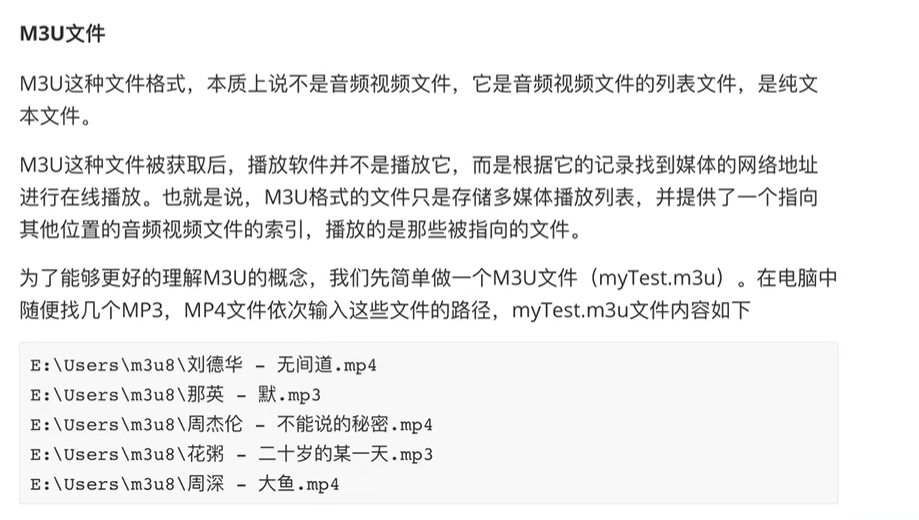 M3U文件
M3U这种文件格式，本质上说不是音频视频文件，它是音频视频文件的列表文件，是纯文
本文件。
M3U这种文件被获取后，播放软件并不是播放它，而是根据它的记录找到媒体的网络地址
进行在线播放。也就是说，M3U格式的文件只是存储多媒体播放列表，并提供了一个指向
其他位置的音频视频文件的索引，播放的是那些被指向的文件。
为了能够更好的理解M3U的概念，我们先简单做一个M3U文件（myTest.m3u）。在电脑中
随便找几个MP3，MP4文件依次输入这些文件的路径，myTest.m3u文件内容如下
E:\Users\m3u8\刘德华 - 无间道.mp4
E:\Users\m3u8\那英 - 默.mp3
E:\Users\m3u8\周杰伦 - 不能说的秘密.mp4
E:\Users\m3u8\花粥 - 二十岁的某一天.mp3
E:\Users\m3u8\周深 - 大鱼.mp4